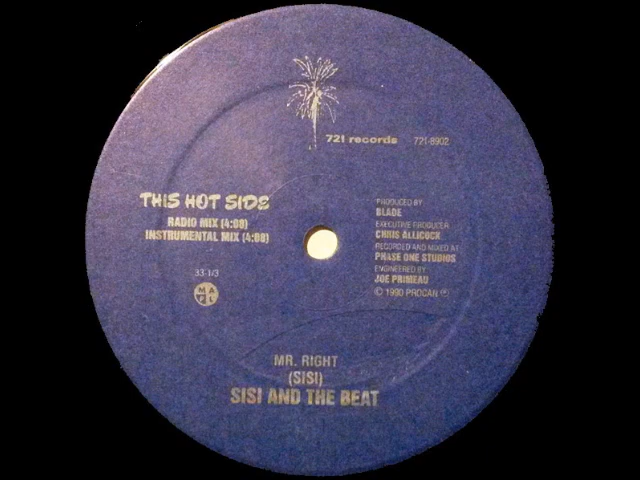 721 records 721-8902
THIS HOT SIDE
RADIO MIX (4:08)
INSTRUMENTAL MIX (4:08)
33 1/3
M A
P L
PRODUCED BY
BLADE
EXECUTIVE PRODUCER
CHRIS ALLICOCK
RECORDED AND MIXED AT
PHASE ONE STUDIOS
ENGINEERED BY
JOE PRIMEAU
© 1990 PROCAN ℗
MR. RIGHT
(SISI)
SISI AND THE BEAT